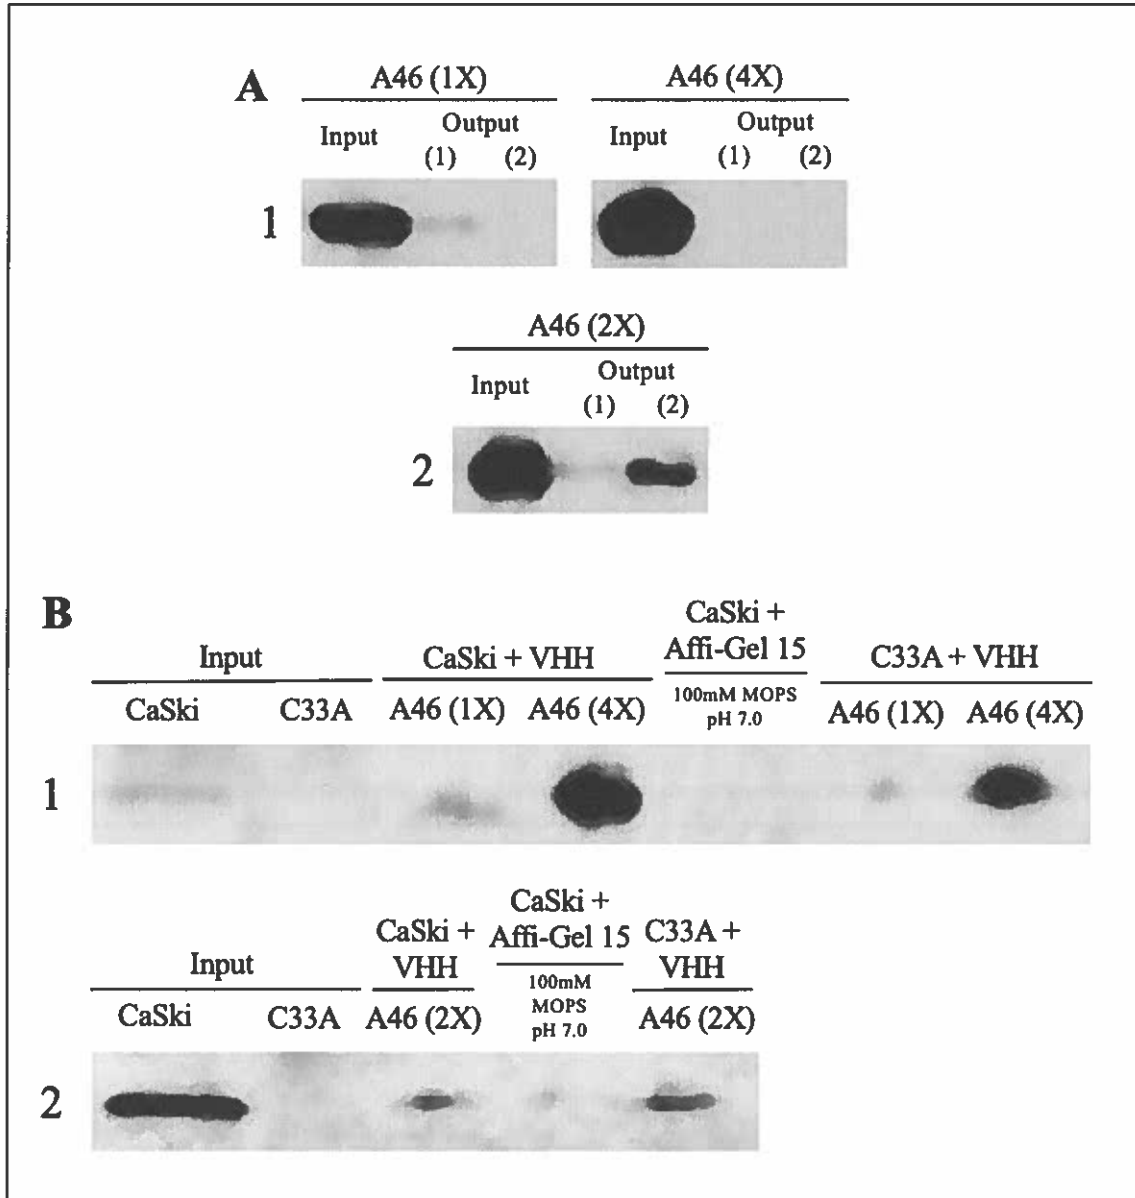 A
A46 (1X)
A46 (4X)
Input
Output
(1)
(2)
Input
Output
(1)
(2)
1
A46 (2X)
Input
Output
(1)
(2)
2
B
Input
CaSki + VHH
CaSki +
Affi-Gel 15
C33A + VHH
CaSki
C33A
A46 (1X)
A46 (4X)
100mM MOPS
pH 7.0
A46 (1X)
A46 (4X)
1
Input
CaSki +
VHH
CaSki +
Affi-Gel 15
C33A +
VHH
CaSki
C33A
A46 (2X)
100mM
MOPS
pH 7.0
A46 (2X)
2